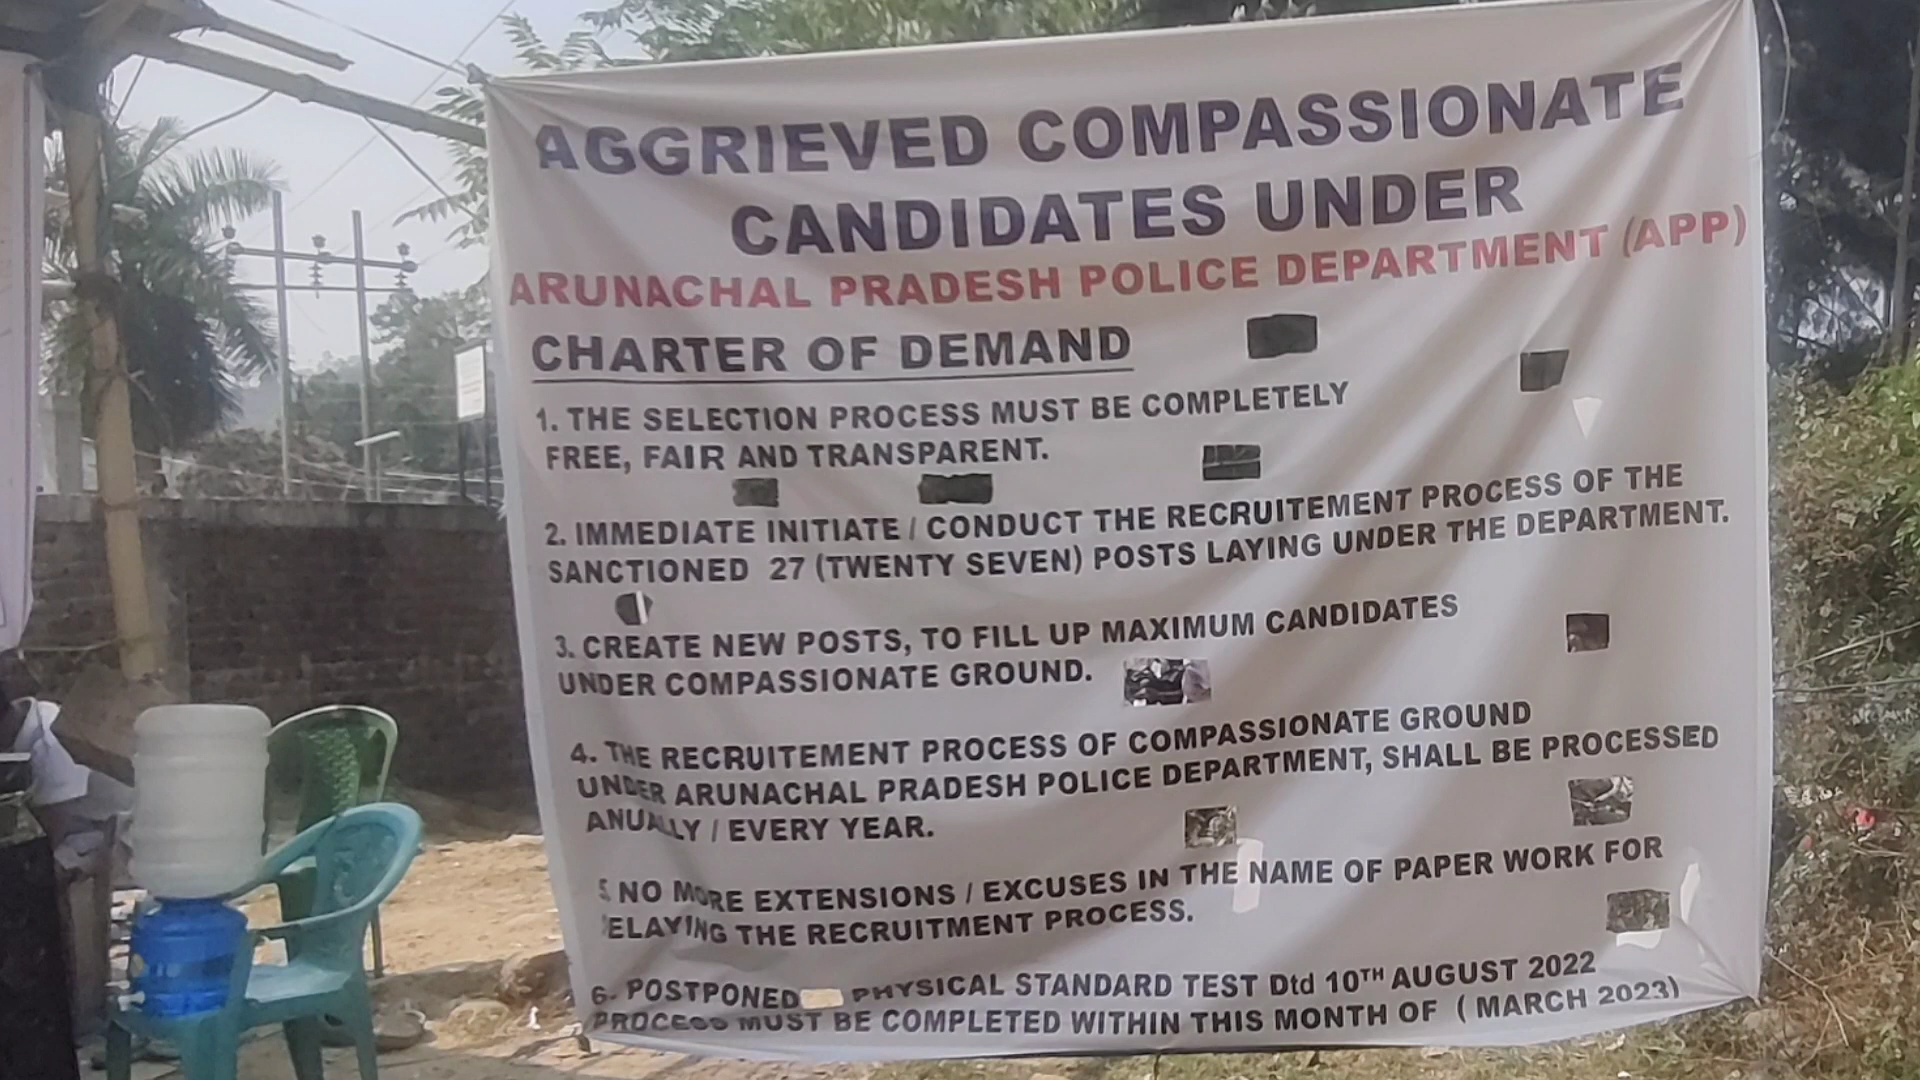 AGGRIEVED COMPASSIONATE
CANDIDATES UNDER
ARUNACHAL PRADESH POLICE DEPARTMENT (APP)
CHARTER OF DEMAND
1. THE SELECTION PROCESS MUST BE COMPLETELY
FREE, FAIR AND TRANSPARENT.
2. IMMEDIATE INITIATE / CONDUCT THE RECRUITEMENT PROCESS OF THE
SANCTIONED 27 (TWENTY SEVEN) POSTS LAYING UNDER THE DEPARTMENT.
3. CREATE NEW POSTS, TO FILL UP MAXIMUM CANDIDATES
UNDER COMPASSIONATE GROUND.
4. THE RECRUITEMENT PROCESS OF COMPASSIONATE GROUND
UNDER ARUNACHAL PRADESH POLICE DEPARTMENT, SHALL BE PROCESSED
ANUALLY / EVERY YEAR.
5 NO MORE EXTENSIONS / EXCUSES IN THE NAME OF PAPER WORK FOR
ELAYING THE RECRUITMENT PROCESS.
6. POSTPONED PHYSICAL STANDARD TEST Dtd 10TH AUGUST 2022
PROCESS MUST BE COMPLETED WITHIN THIS MONTH OF ( MARCH 2023)